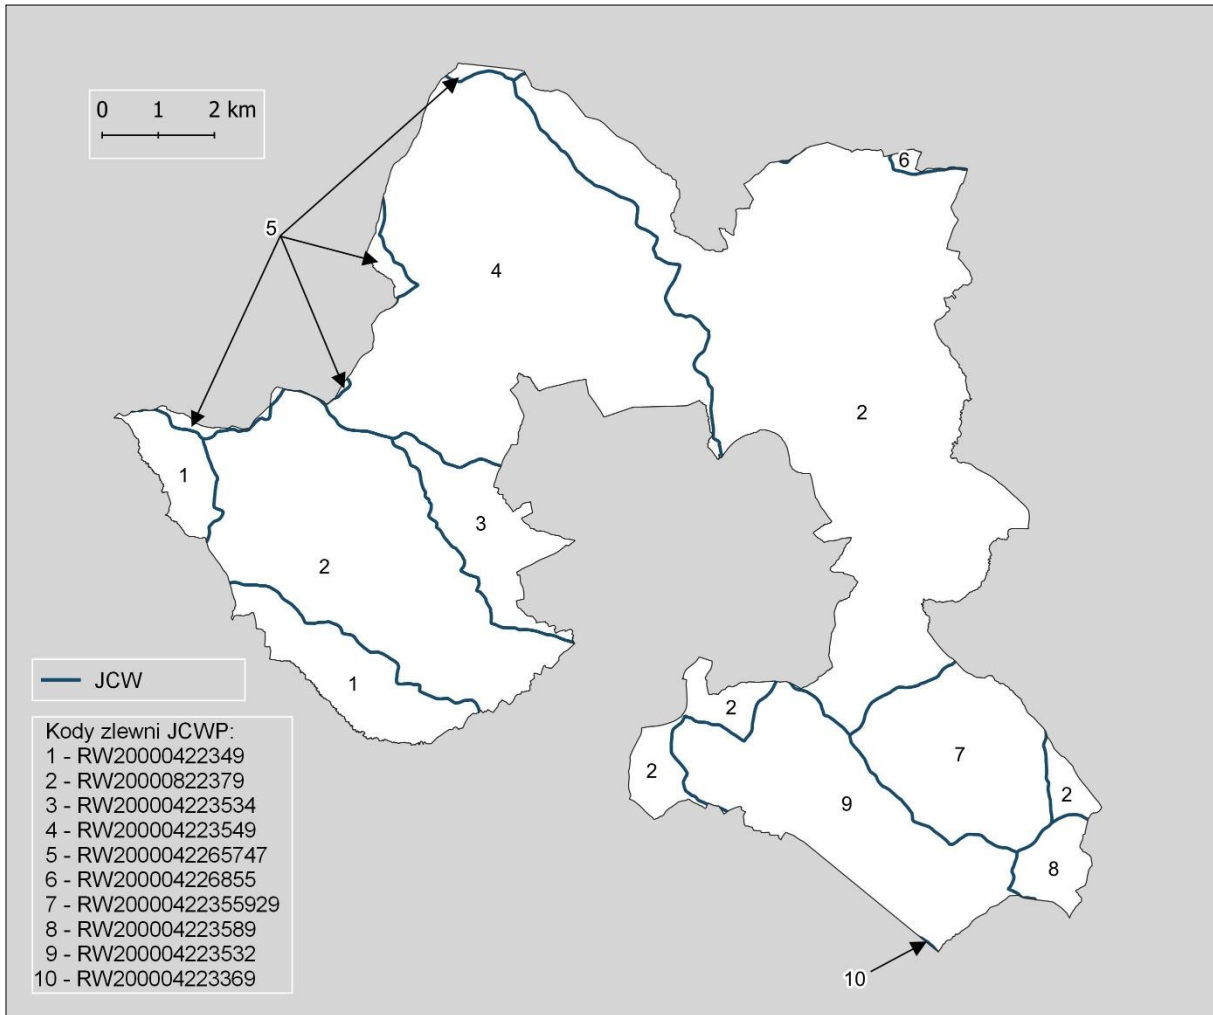 0 1 2 km
6
5
4
2
1
3
2
1
2
7
2
2
9
8
10
JCW
Kody zlewni JCWP:
1 - RW20000422349
2 - RW20000822379
3 - RW200004223534
4 - RW200004223549
5 - RW2000042265747
6 - RW200004226855
7 - RW20000422355929
8 - RW200004223589
9 - RW200004223532
10 - RW200004223369